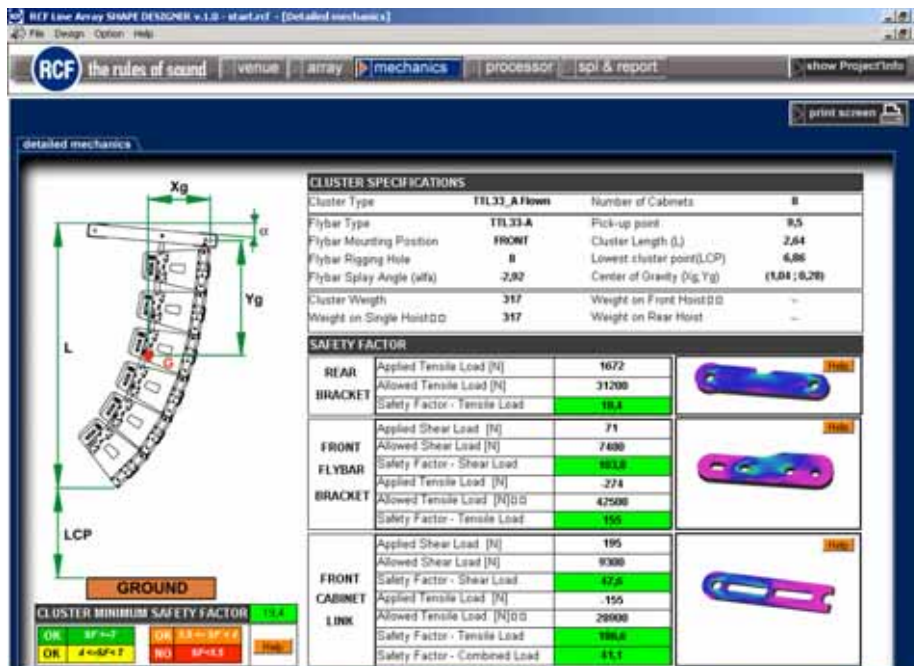 RCF Line Array SHAPE DESIGNER v.1.0 - start.rcf - [Detailed mechanics]
File Design Option Help
RCF the rules of sound venue array mechanics processor spl & report show Project Info
print screen
detailed mechanics
Xg
α
Yg
L
G
LCP
GROUND
CLUSTER MINIMUM SAFETY FACTOR
OK SF>=7
OK
OK 4<=SF<7
NO
Help
CLUSTER SPECIFICATIONS
Cluster Type TTL33_A Flown Number of Cabinets 8
Flybar Type TTL33-A Pick-up point 9,5
Flybar Mounting Position FRONT Cluster Length (L) 2,64
Flybar Rigging Hole 8 Lowest cluster point(LCP) 6,86
Flybar Splay Angle (alfa) -2,92 Center of Gravity (Xg,Yg) (1,04 ; 0,28)
Cluster Weigth 317 Weight on Front Hoist□□ --
Weight on Single Hoist□□ 317 Weight on Rear Hoist --
SAFETY FACTOR
REAR BRACKET
Applied Tensile Load [N] 1672
Allowed Tensile Load [N] 31200
Safety Factor - Tensile Load
Help
FRONT FLYBAR BRACKET
Applied Shear Load [N] 71
Allowed Shear Load [N] 7400
Safety Factor - Shear Load
Applied Tensile Load [N] -274
Allowed Tensile Load [N]□□ 42500
Safety Factor - Tensile Load 155
Help
FRONT CABINET LINK
Applied Shear Load [N] 195
Allowed Shear Load [N] 9300
Safety Factor - Shear Load 47,6
Applied Tensile Load [N] -155
Allowed Tensile Load [N]□□
Safety Factor - Tensile Load
Safety Factor - Combined Load 41,1
Help